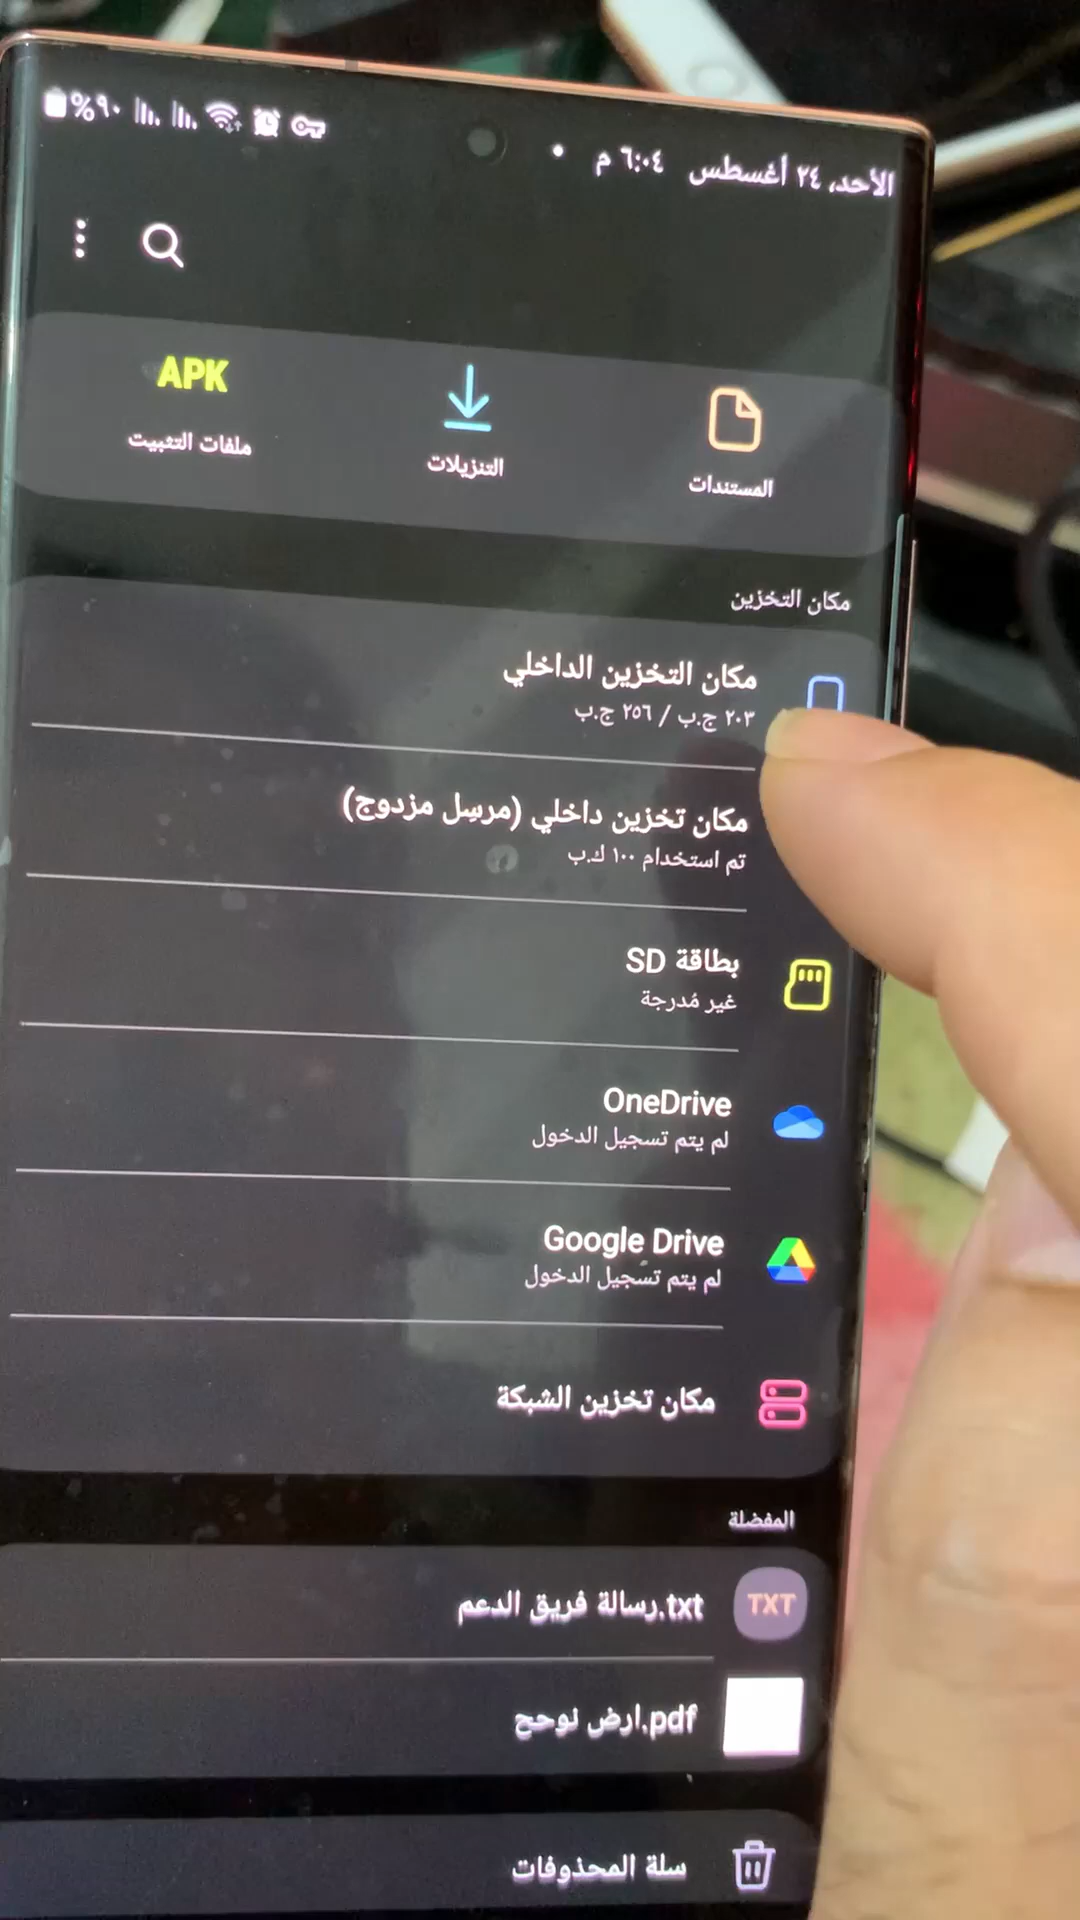 الأحد، ٢٤ أغسطس ٦:٠٤ م
%٩٠
المستندات
التنزيلات
APK
ملفات التثبيت
مكان التخزين
مكان التخزين الداخلي
٢٠٣ ج.ب / ٢٥٦ ج.ب
مكان تخزين داخلي (مرسِل مزدوج)
تم استخدام ١٠٠ ك.ب
بطاقة SD
غير مُدرجة
OneDrive
لم يتم تسجيل الدخول
Google Drive
لم يتم تسجيل الدخول
مكان تخزين الشبكة
المفضلة
TXT
رسالة فريق الدعم.txt
ارض نوحح.pdf
سلة المحذوفات